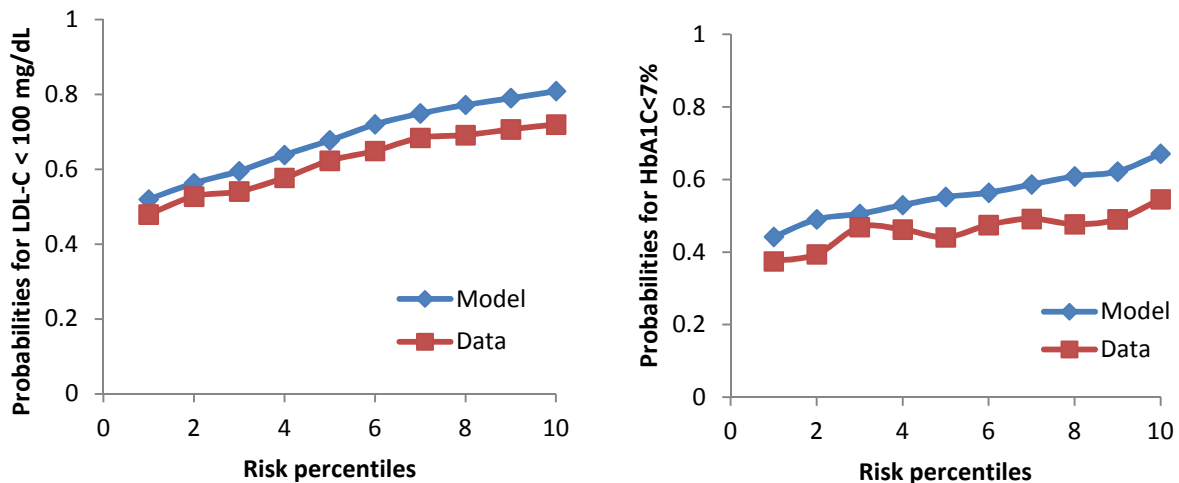 Probabilitities for LDL-C < 100 mg/dL
1
0.8
0.6
0.4
0.2
0
0 2 4 6 8 10
Risk percentiles
Model
Data
Probabilities for HbA1C<7%
1
0.8
0.6
0.4
0.2
0
0 2 4 6 8 10
Risk percentiles
Model
Data